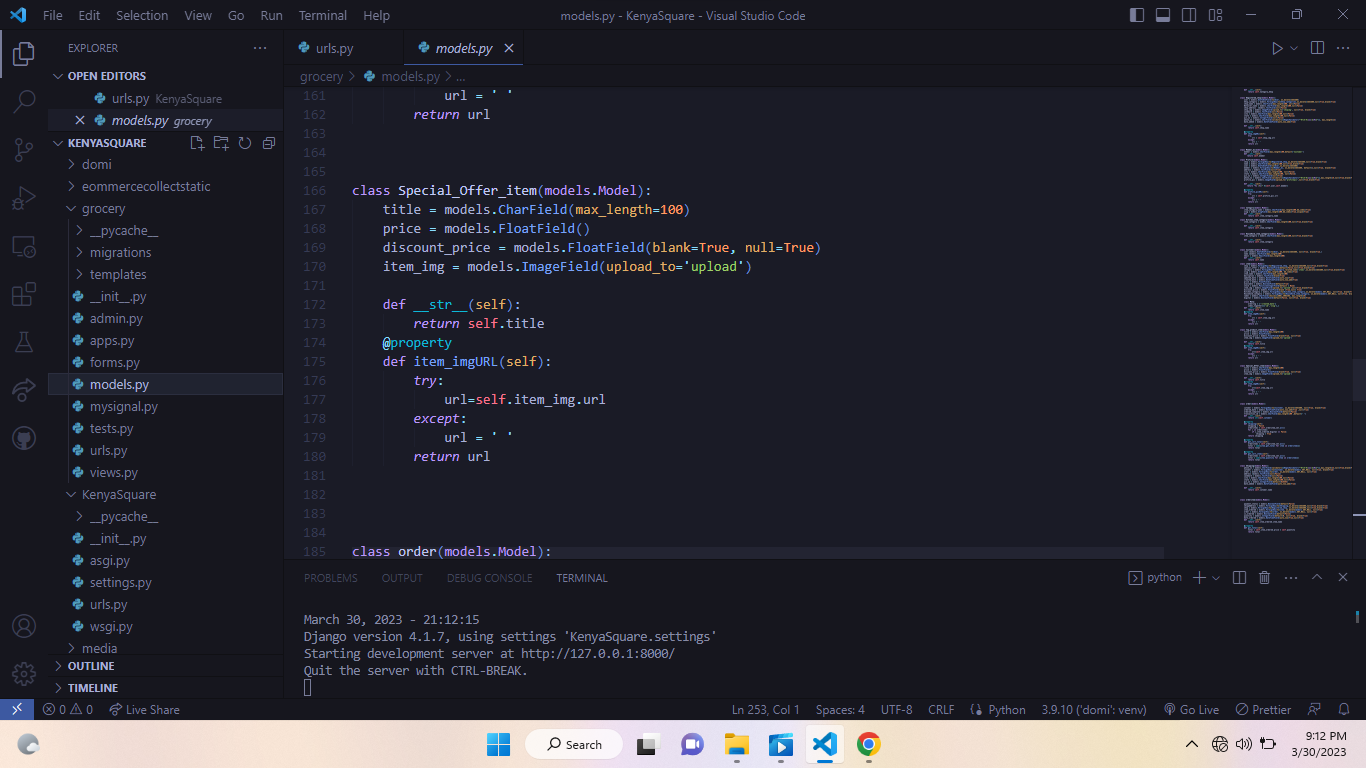 File Edit Selection View Go Run Terminal Help
models.py - KenyaSquare - Visual Studio Code
EXPLORER
OPEN EDITORS
urls.py KenyaSquare
models.py grocery
KENYASQUARE
domi
eommercecollectstatic
grocery
__pycache__
migrations
templates
__init__.py
admin.py
apps.py
forms.py
models.py
mysignal.py
tests.py
urls.py
views.py
KenyaSquare
__pycache__
__init__.py
asgi.py
settings.py
urls.py
wsgi.py
media
OUTLINE
TIMELINE
urls.py
models.py
grocery > models.py > ...
161 url = ' '
162 return url
163
164
165
166 class Special_Offer_item(models.Model):
167 title = models.CharField(max_length=100)
168 price = models.FloatField()
169 discount_price = models.FloatField(blank=True, null=True)
170 item_img = models.ImageField(upload_to='upload')
171
172 def __str__(self):
173 return self.title
174 @property
175 def item_imgURL(self):
176 try:
177 url=self.item_img.url
178 except:
179 url = ' '
180 return url
181
182
183
184
185 class order(models.Model):
PROBLEMS OUTPUT DEBUG CONSOLE TERMINAL
python
March 30, 2023 - 21:12:15
Django version 4.1.7, using settings 'KenyaSquare.settings'
Starting development server at http://127.0.0.1:8000/
Quit the server with CTRL-BREAK.
0 0 Live Share
Ln 253, Col 1 Spaces: 4 UTF-8 CRLF Python 3.9.10 ('domi': venv) Go Live Prettier
Search
9:12 PM
3/30/2023